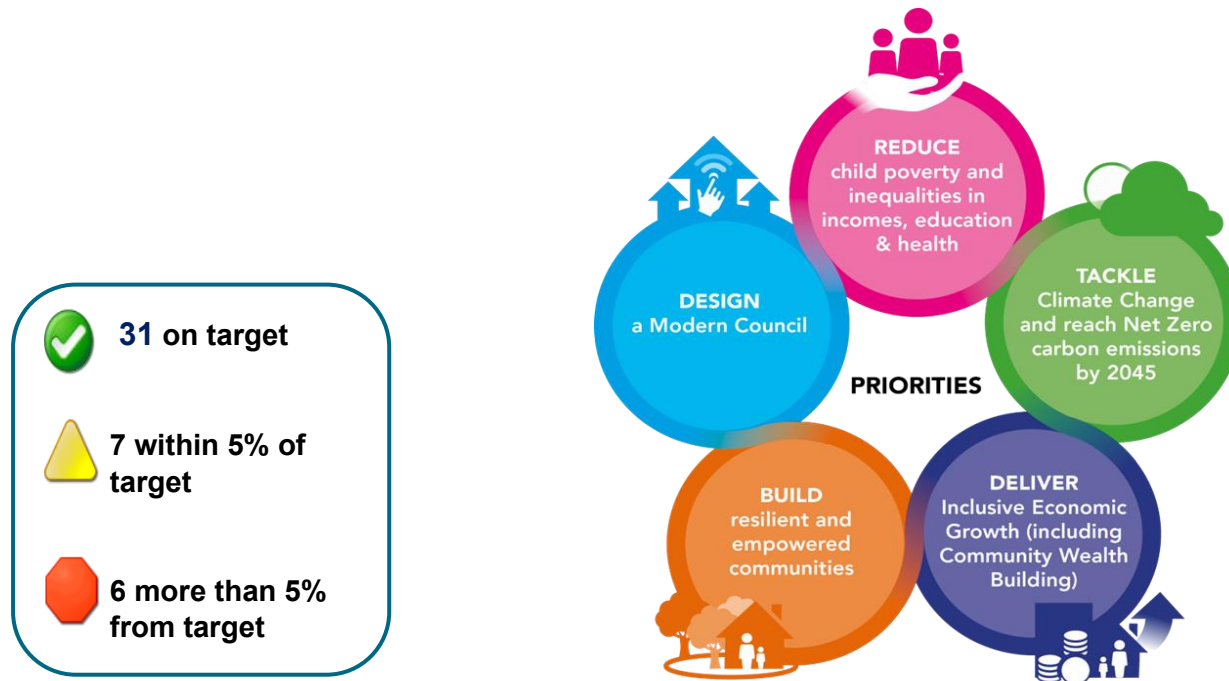 31 on target
7 within 5% of
target
6 more than 5%
from target
REDUCE
child poverty and
inequalities in
incomes, education
& health
TACKLE
Climate Change
and reach Net Zero
carbon emissions
by 2045
DELIVER
Inclusive Economic
Growth (including
Community Wealth
Building)
BUILD
resilient and
empowered
communities
DESIGN
a Modern Council
PRIORITIES